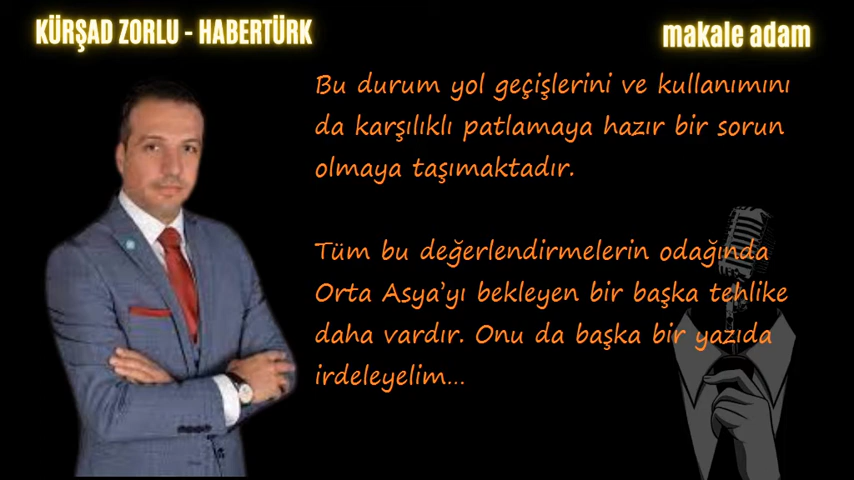 KÜRŞAD ZORLU - HABERTÜRK
makale adam
Bu durum yol geçişlerini ve kullanımını
da karşılıklı patlamaya hazır bir sorun
olmaya taşımaktadır.
Tüm bu değerlendirmelerin odağında
Orta Asya'yı bekleyen bir başka tehlike
daha vardır. Onu da başka bir yazıda
irdeleyelim...